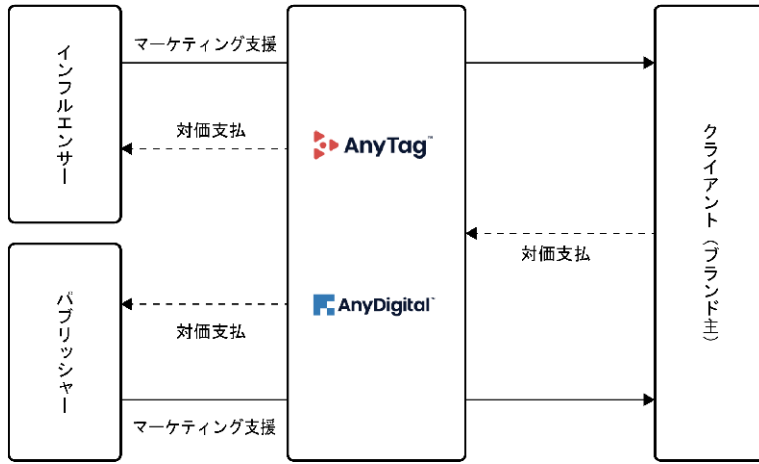 インフルエンサー
マーケティング支援
対価支払
AnyTag™
クライアント（ブランド主）
対価支払
パブリッシャー
AnyDigital™
対価支払
マーケティング支援